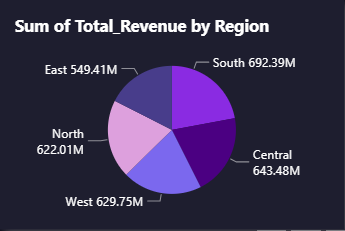 Sum of Total_Revenue by Region
East 549.41M
South 692.39M
North
622.01M
Central
643.48M
West 629.75M